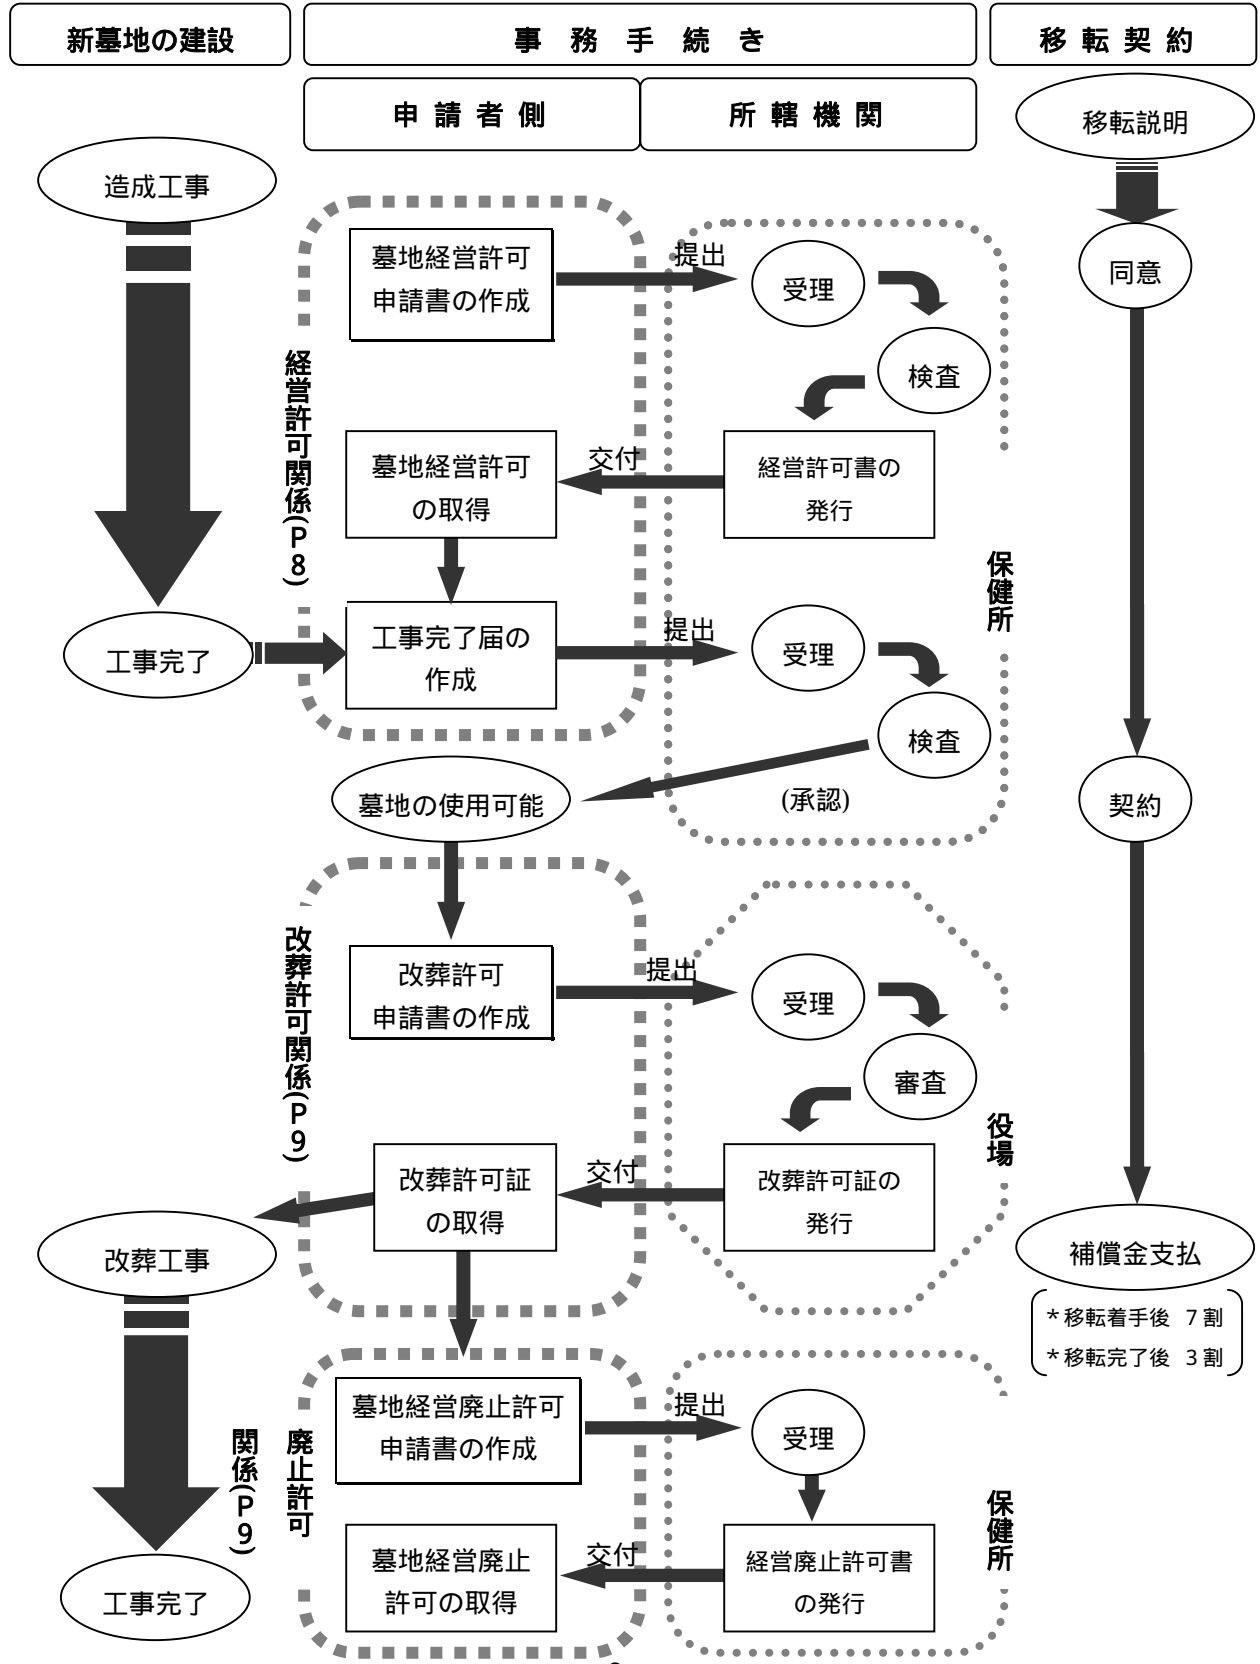 新墓地の建設
事務手続き
移転契約
申請者側
所轄機関
移転説明
造成工事
墓地経営許可
申請書の作成
提出
受理
同意
検査
経営許可関係(P8)
墓地経営許可
の取得
交付
経営許可書の
発行
保健所
工事完了
工事完了届の
作成
提出
受理
検査
墓地の使用可能
(承認)
契約
改葬許可関係(P9)
改葬許可
申請書の作成
提出
受理
審査
役場
改葬許可証
の取得
交付
改葬許可証の
発行
改葬工事
補償金支払
*移転着手後 7割
*移転完了後 3割
廃止許可
関係(P9)
墓地経営廃止許可
申請書の作成
提出
受理
保健所
墓地経営廃止
許可の取得
交付
経営廃止許可書
の発行
工事完了